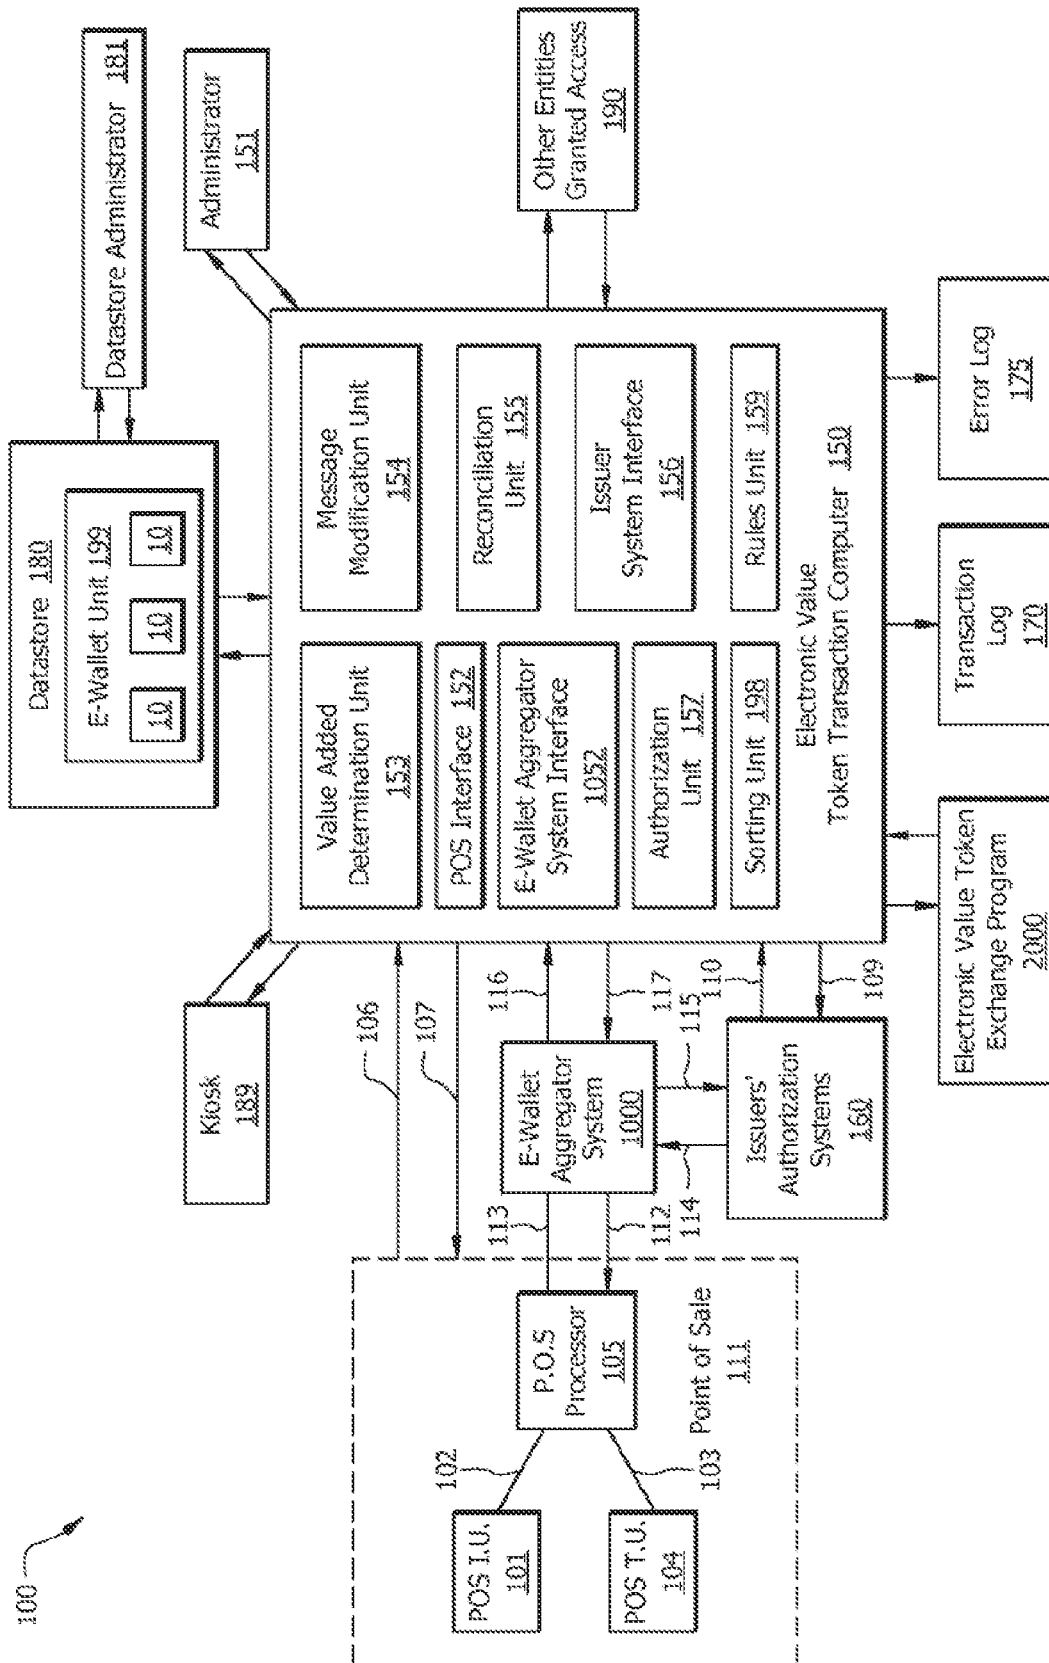 100
Datastore 180
E-Wallet Unit 199
10
10
10
Datastore Administrator 181
Administrator
151
Kiosk
189
Other Entities
Granted Access
190
Value Added
Determination Unit
153
POS Interface 152
E-Wallet Aggregator
System Interface
1052
Authorization
Unit 157
Sorting Unit 198
Message
Modification Unit
154
Reconciliation
Unit 155
Issuer
System Interface
156
Rules Unit 159
Electronic Value
Token Transaction Computer 150
106
107
116
117
115
110
109
113
112
114
E-Wallet
Aggregator
System
1000
Issuers'
Authorization
Systems
160
POS I.U.
101
102
POS T.U.
104
103
P.O.S
Processor
105
Point of Sale
111
Electronic Value Token
Exchange Program
2000
Transaction
Log
170
Error Log
175